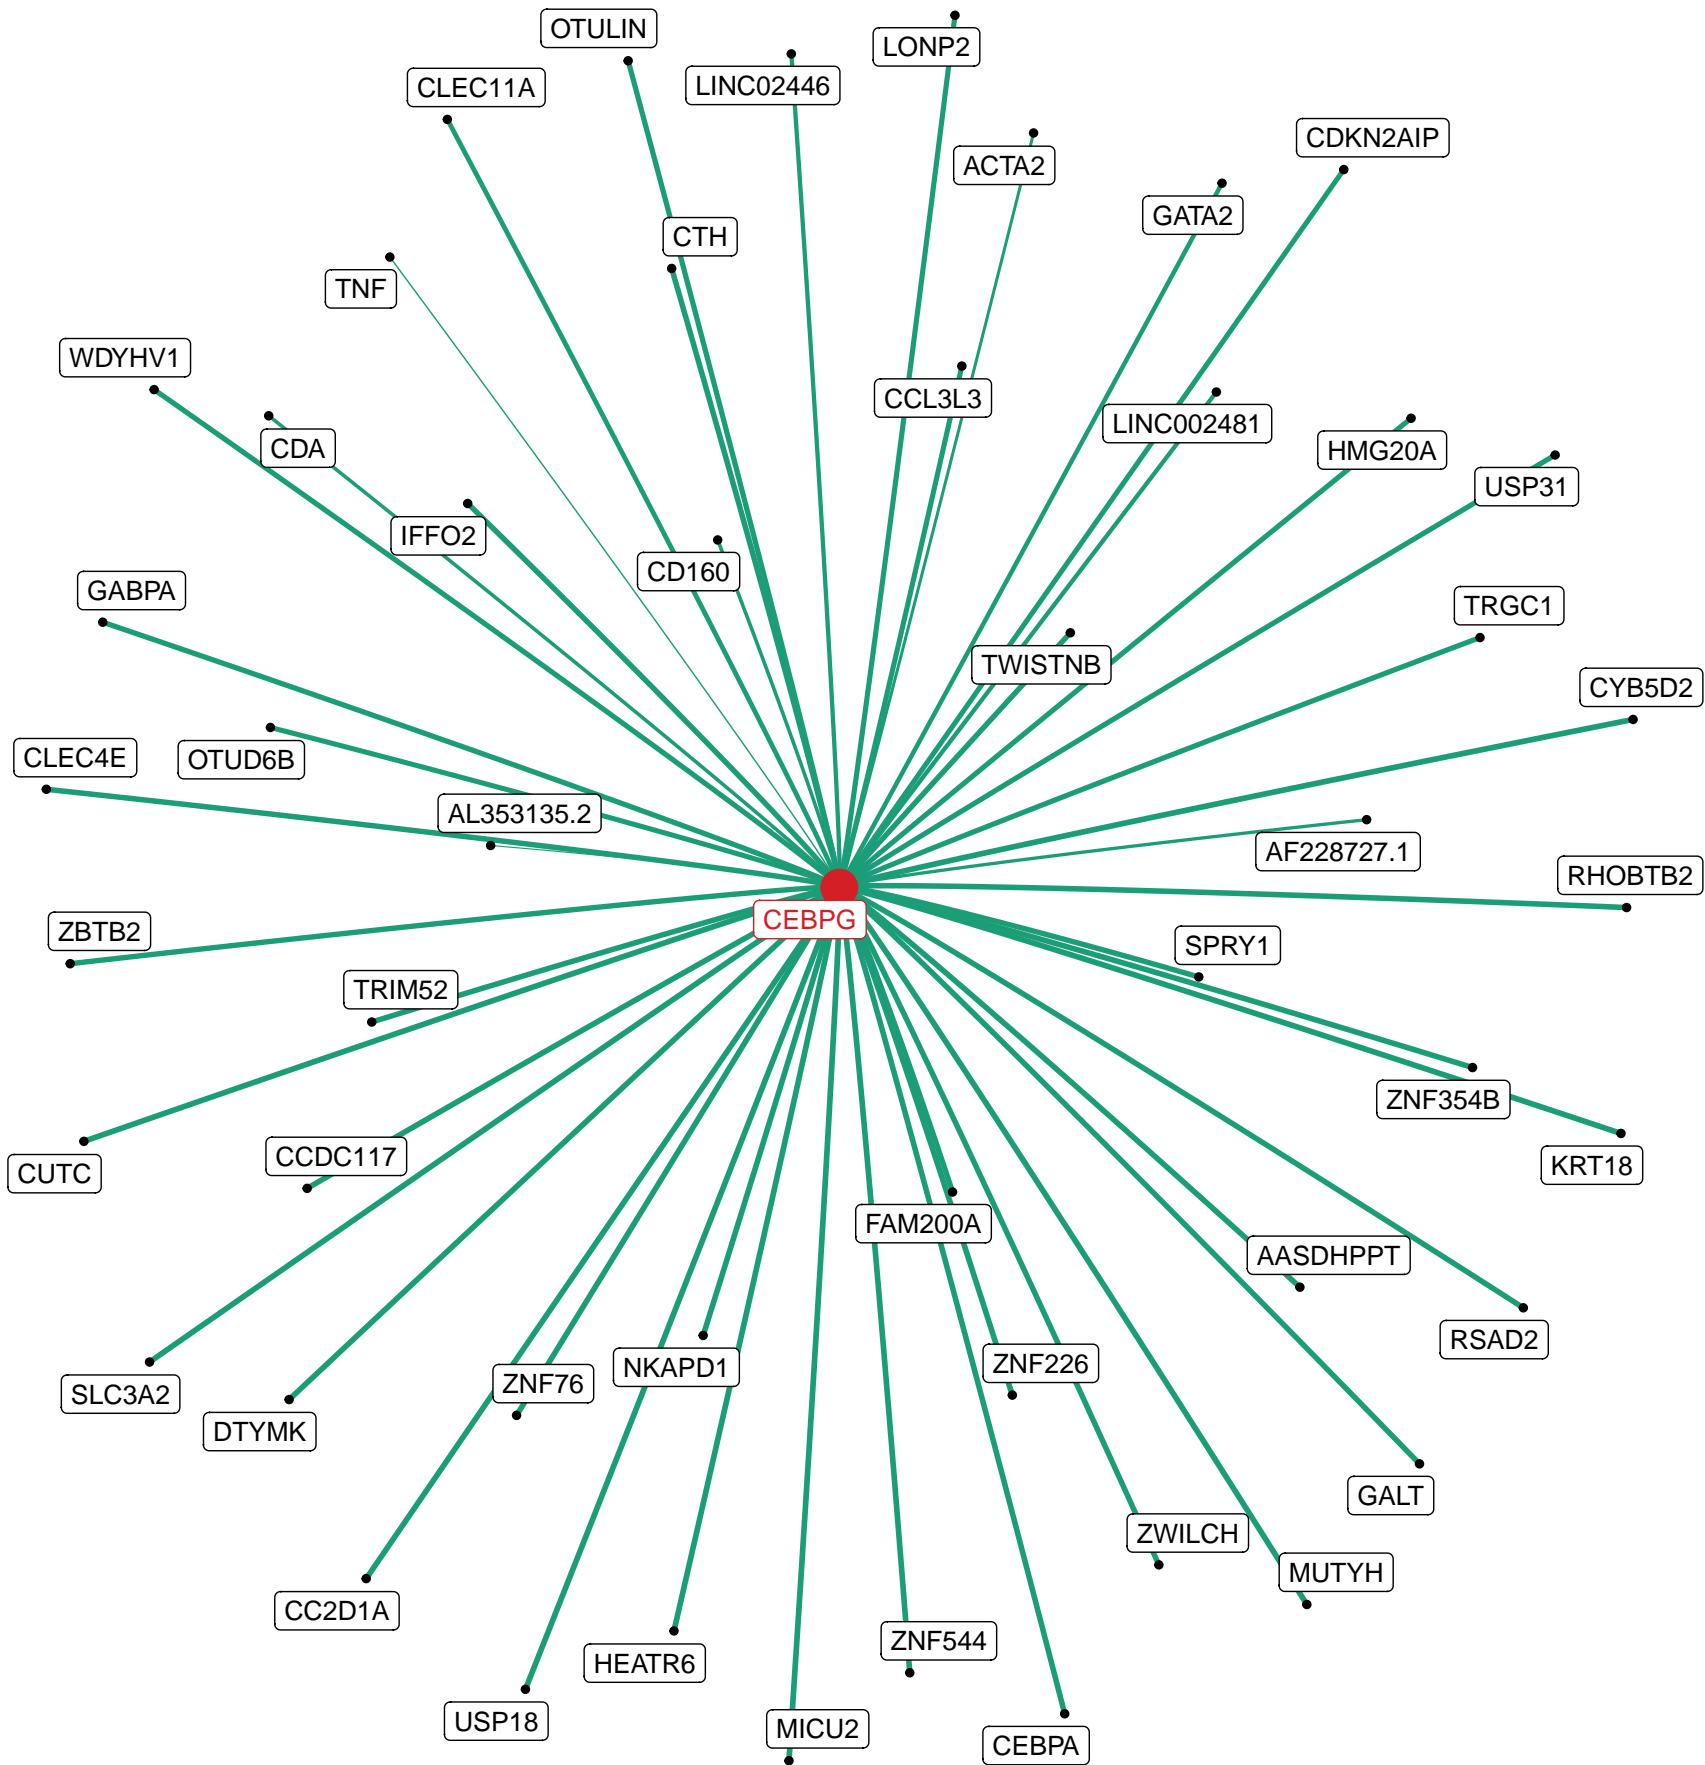 OTULIN
LONP2
CLEC11A
LINC02446
CDKN2AIP
ACTA2
GATA2
CTH
TNF
WDYHV1
CCL3L3
LINC002481
CDA
HMG20A
USP31
IFFO2
CD160
GABPA
TRGC1
TWISTNB
CYB5D2
CLEC4E
OTUD6B
AL353135.2
AF228727.1
RHOBTB2
CEBPG
ZBTB2
SPRY1
TRIM52
ZNF354B
CCDC117
KRT18
CUTC
FAM200A
AASDHPPT
RSAD2
ZNF226
NKAPD1
ZNF76
SLC3A2
DTYMK
GALT
ZWILCH
MUTYH
CC2D1A
ZNF544
HEATR6
USP18
MICU2
CEBPA